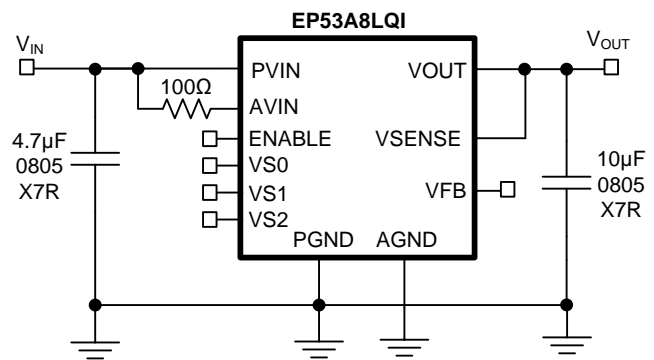 EP53A8LQI
VIN
VOUT
PVIN
VOUT
100Ω
AVIN
4.7µF
0805
X7R
ENABLE
VSENSE
VS0
10µF
0805
X7R
VS1
VFB
VS2
PGND
AGND